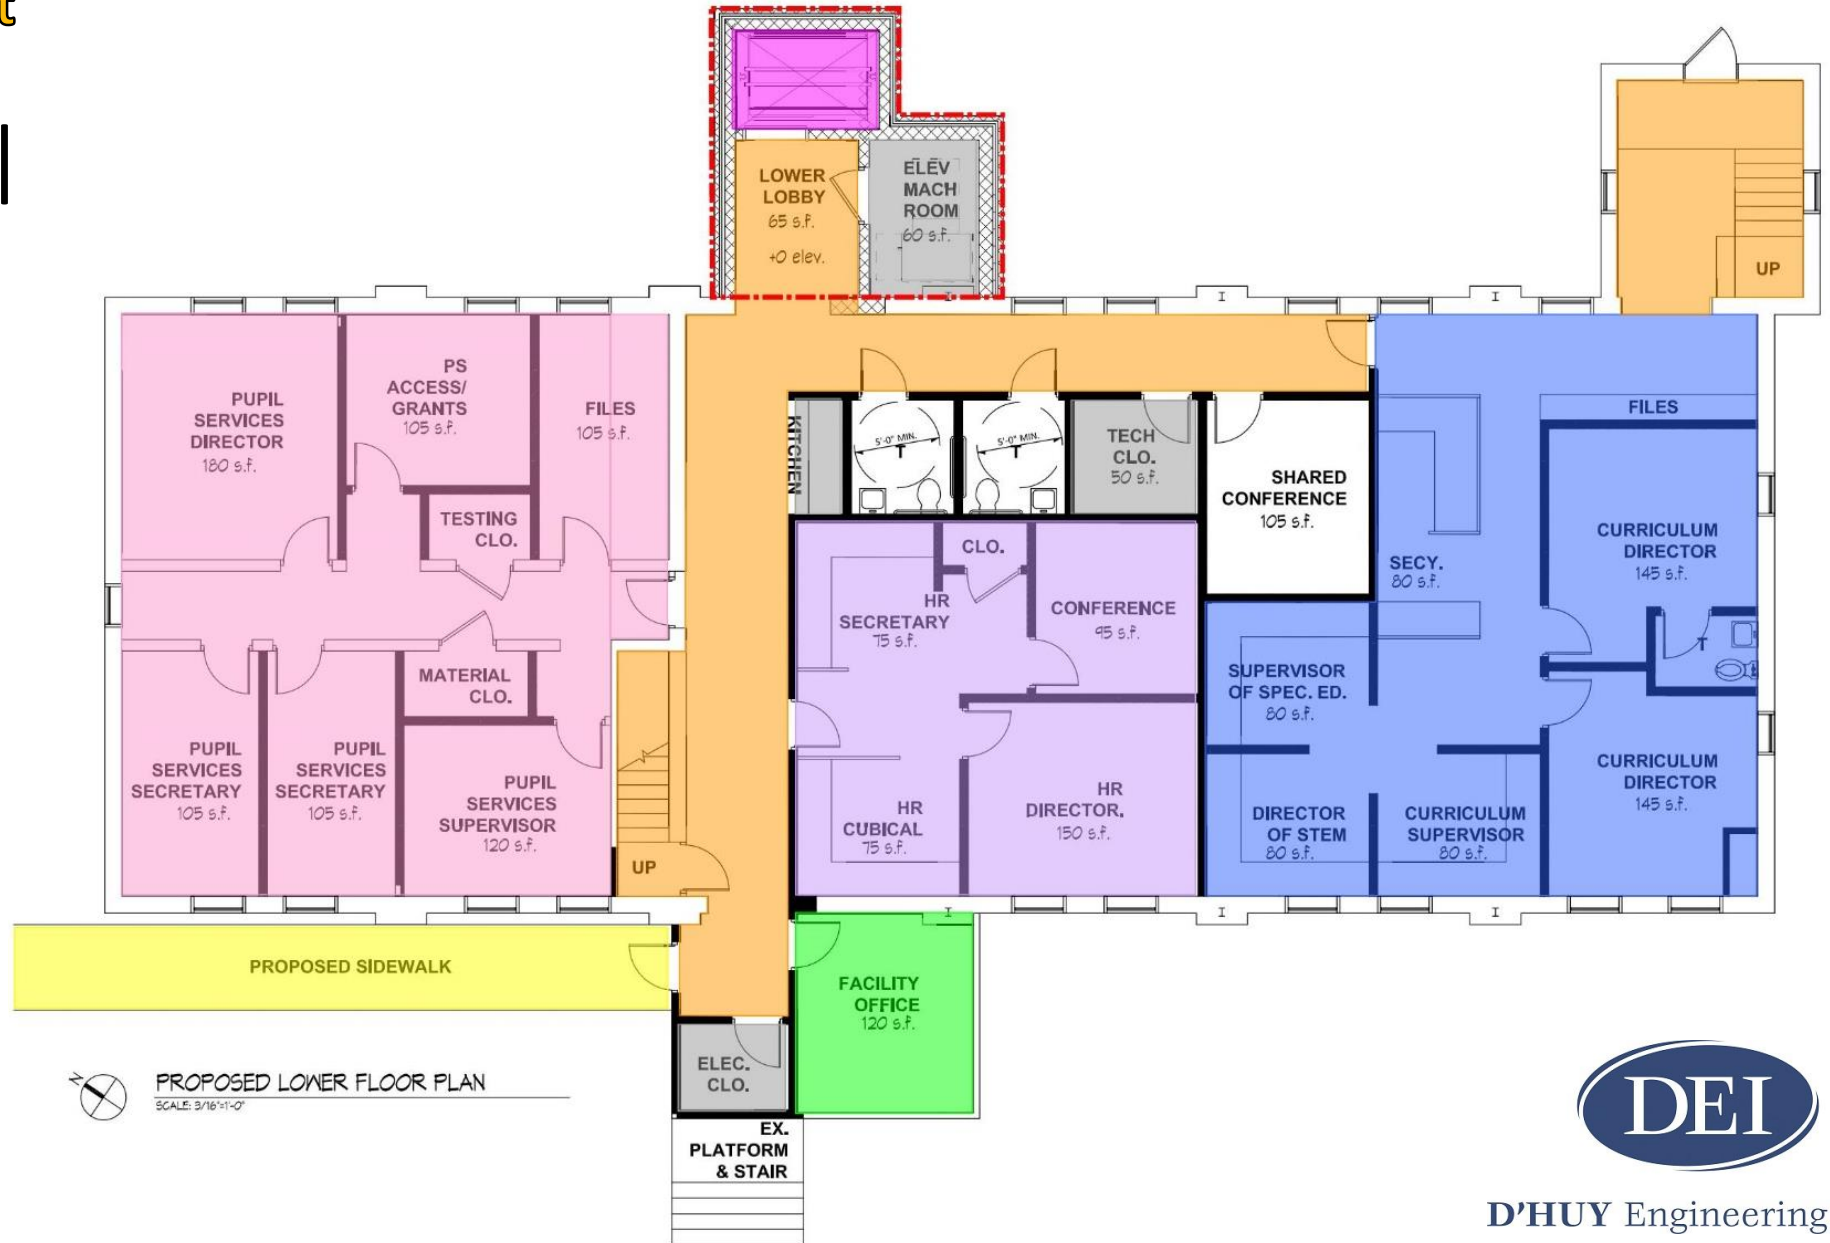 t
LOWER
LOBBY
65 s.f.
+0 elev.
ELEV
MACH
ROOM
60 s.f.
UP
PUPIL
SERVICES
DIRECTOR
180 s.f.
PS
ACCESS/
GRANTS
105 s.f.
FILES
105 s.f.
KITCHEN
5'-0" MIN.
T
5'-0" MIN.
T
TECH
CLO.
50 s.f.
SHARED
CONFERENCE
105 s.f.
FILES
TESTING
CLO.
CLO.
SECY.
80 s.f.
CURRICULUM
DIRECTOR
145 s.f.
HR
SECRETARY
75 s.f.
CONFERENCE
95 s.f.
T
MATERIAL
CLO.
SUPERVISOR
OF SPEC. ED.
80 s.f.
PUPIL
SERVICES
SECRETARY
105 s.f.
PUPIL
SERVICES
SECRETARY
105 s.f.
PUPIL
SERVICES
SUPERVISOR
120 s.f.
UP
HR
CUBICAL
75 s.f.
HR
DIRECTOR.
150 s.f.
DIRECTOR
OF STEM
80 s.f.
CURRICULUM
SUPERVISOR
80 s.f.
CURRICULUM
DIRECTOR
145 s.f.
PROPOSED SIDEWALK
FACILITY
OFFICE
120 s.f.
ELEC.
CLO.
EX.
PLATFORM
& STAIR
N
PROPOSED LOWER FLOOR PLAN
SCALE: 3/16"=1'-0"
DEI
D'HUY Engineering